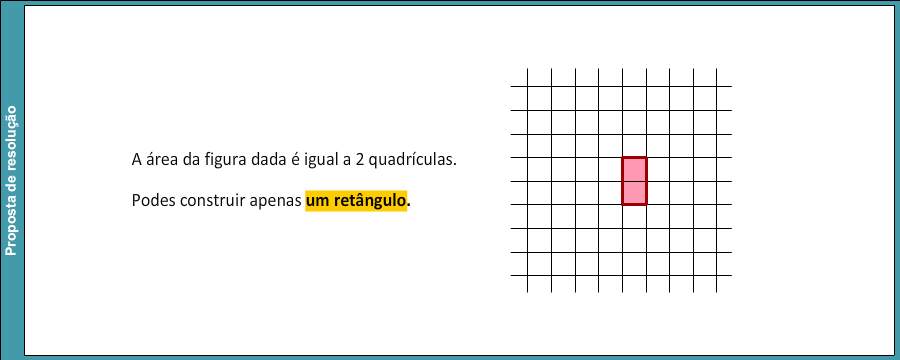 Proposta de resolução
A área da figura dada é igual a 2 quadrículas.
Podes construir apenas um retângulo.